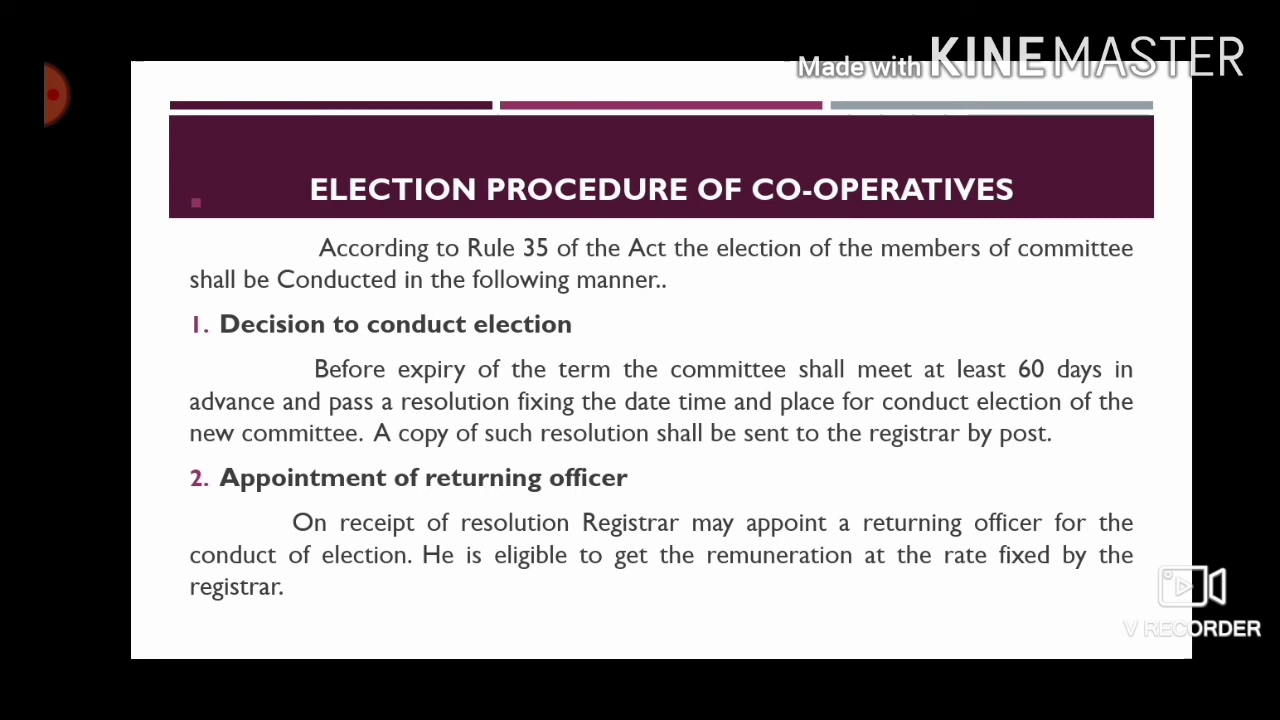 Made with KINEMASTER
ELECTION PROCEDURE OF CO-OPERATIVES
According to Rule 35 of the Act the election of the members of committee
shall be Conducted in the following manner..
1. Decision to conduct election
Before expiry of the term the committee shall meet at least 60 days in
advance and pass a resolution fixing the date time and place for conduct election of the
new committee. A copy of such resolution shall be sent to the registrar by post.
2. Appointment of returning officer
On receipt of resolution Registrar may appoint a returning officer for the
conduct of election. He is eligible to get the remuneration at the rate fixed by the
registrar.
V RECORDER